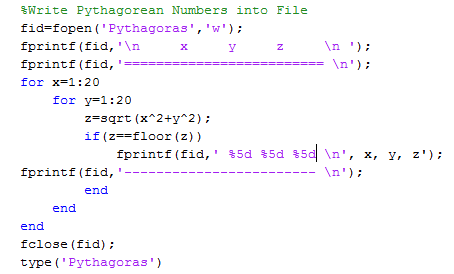 %Write Pythagorean Numbers into File
fid=fopen('Pythagoras','w');
fprintf(fid,'\n     x     y     z     \n ');
fprintf(fid,'========================= \n');
for x=1:20
    for y=1:20
        z=sqrt(x^2+y^2);
        if(z==floor(z))
            fprintf(fid,' %5d %5d %5d \n', x, y, z');
fprintf(fid,'------------------------ \n');
        end
    end
end
fclose(fid);
type('Pythagoras')